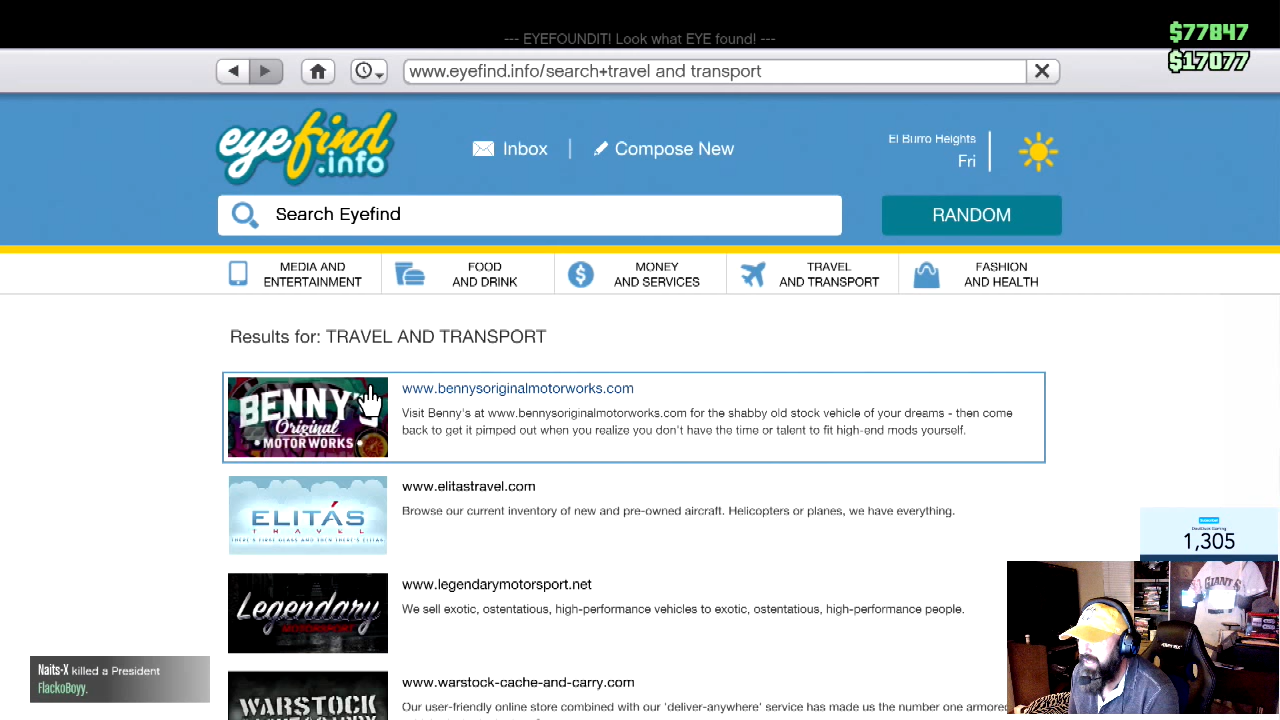 --- EYEFOUNDIT! Look what EYE found! ---
$77847
$17077
www.eyefind.info/search+travel and transport
eyefind
.info
Inbox
Compose New
El Burro Heights
Fri
Search Eyefind
RANDOM
MEDIA AND
ENTERTAINMENT
FOOD
AND DRINK
MONEY
AND SERVICES
TRAVEL
AND TRANSPORT
FASHION
AND HEALTH
Results for: TRAVEL AND TRANSPORT
BENNY'S
Original
MOTOR WORKS
www.bennysoriginalmotorworks.com
Visit Benny's at www.bennysoriginalmotorworks.com for the shabby old stock vehicle of your dreams - then come
back to get it pimped out when you realize you don't have the time or talent to fit high-end mods yourself.
ELITÁS
TRAVEL
THERE'S FIRST CLASS AND THEN THERE'S ELITAS
www.elitastravel.com
Browse our current inventory of new and pre-owned aircraft. Helicopters or planes, we have everything.
Legendary
MOTORSPORT
www.legendarymotorsport.net
We sell exotic, ostentatious, high-performance vehicles to exotic, ostentatious, high-performance people.
WARSTOCK
www.warstock-cache-and-carry.com
Our user-friendly online store combined with our 'deliver-anywhere' service has made us the number one armored
1,305
GIANTS
Naits-X killed a President
FlackoBoyy.